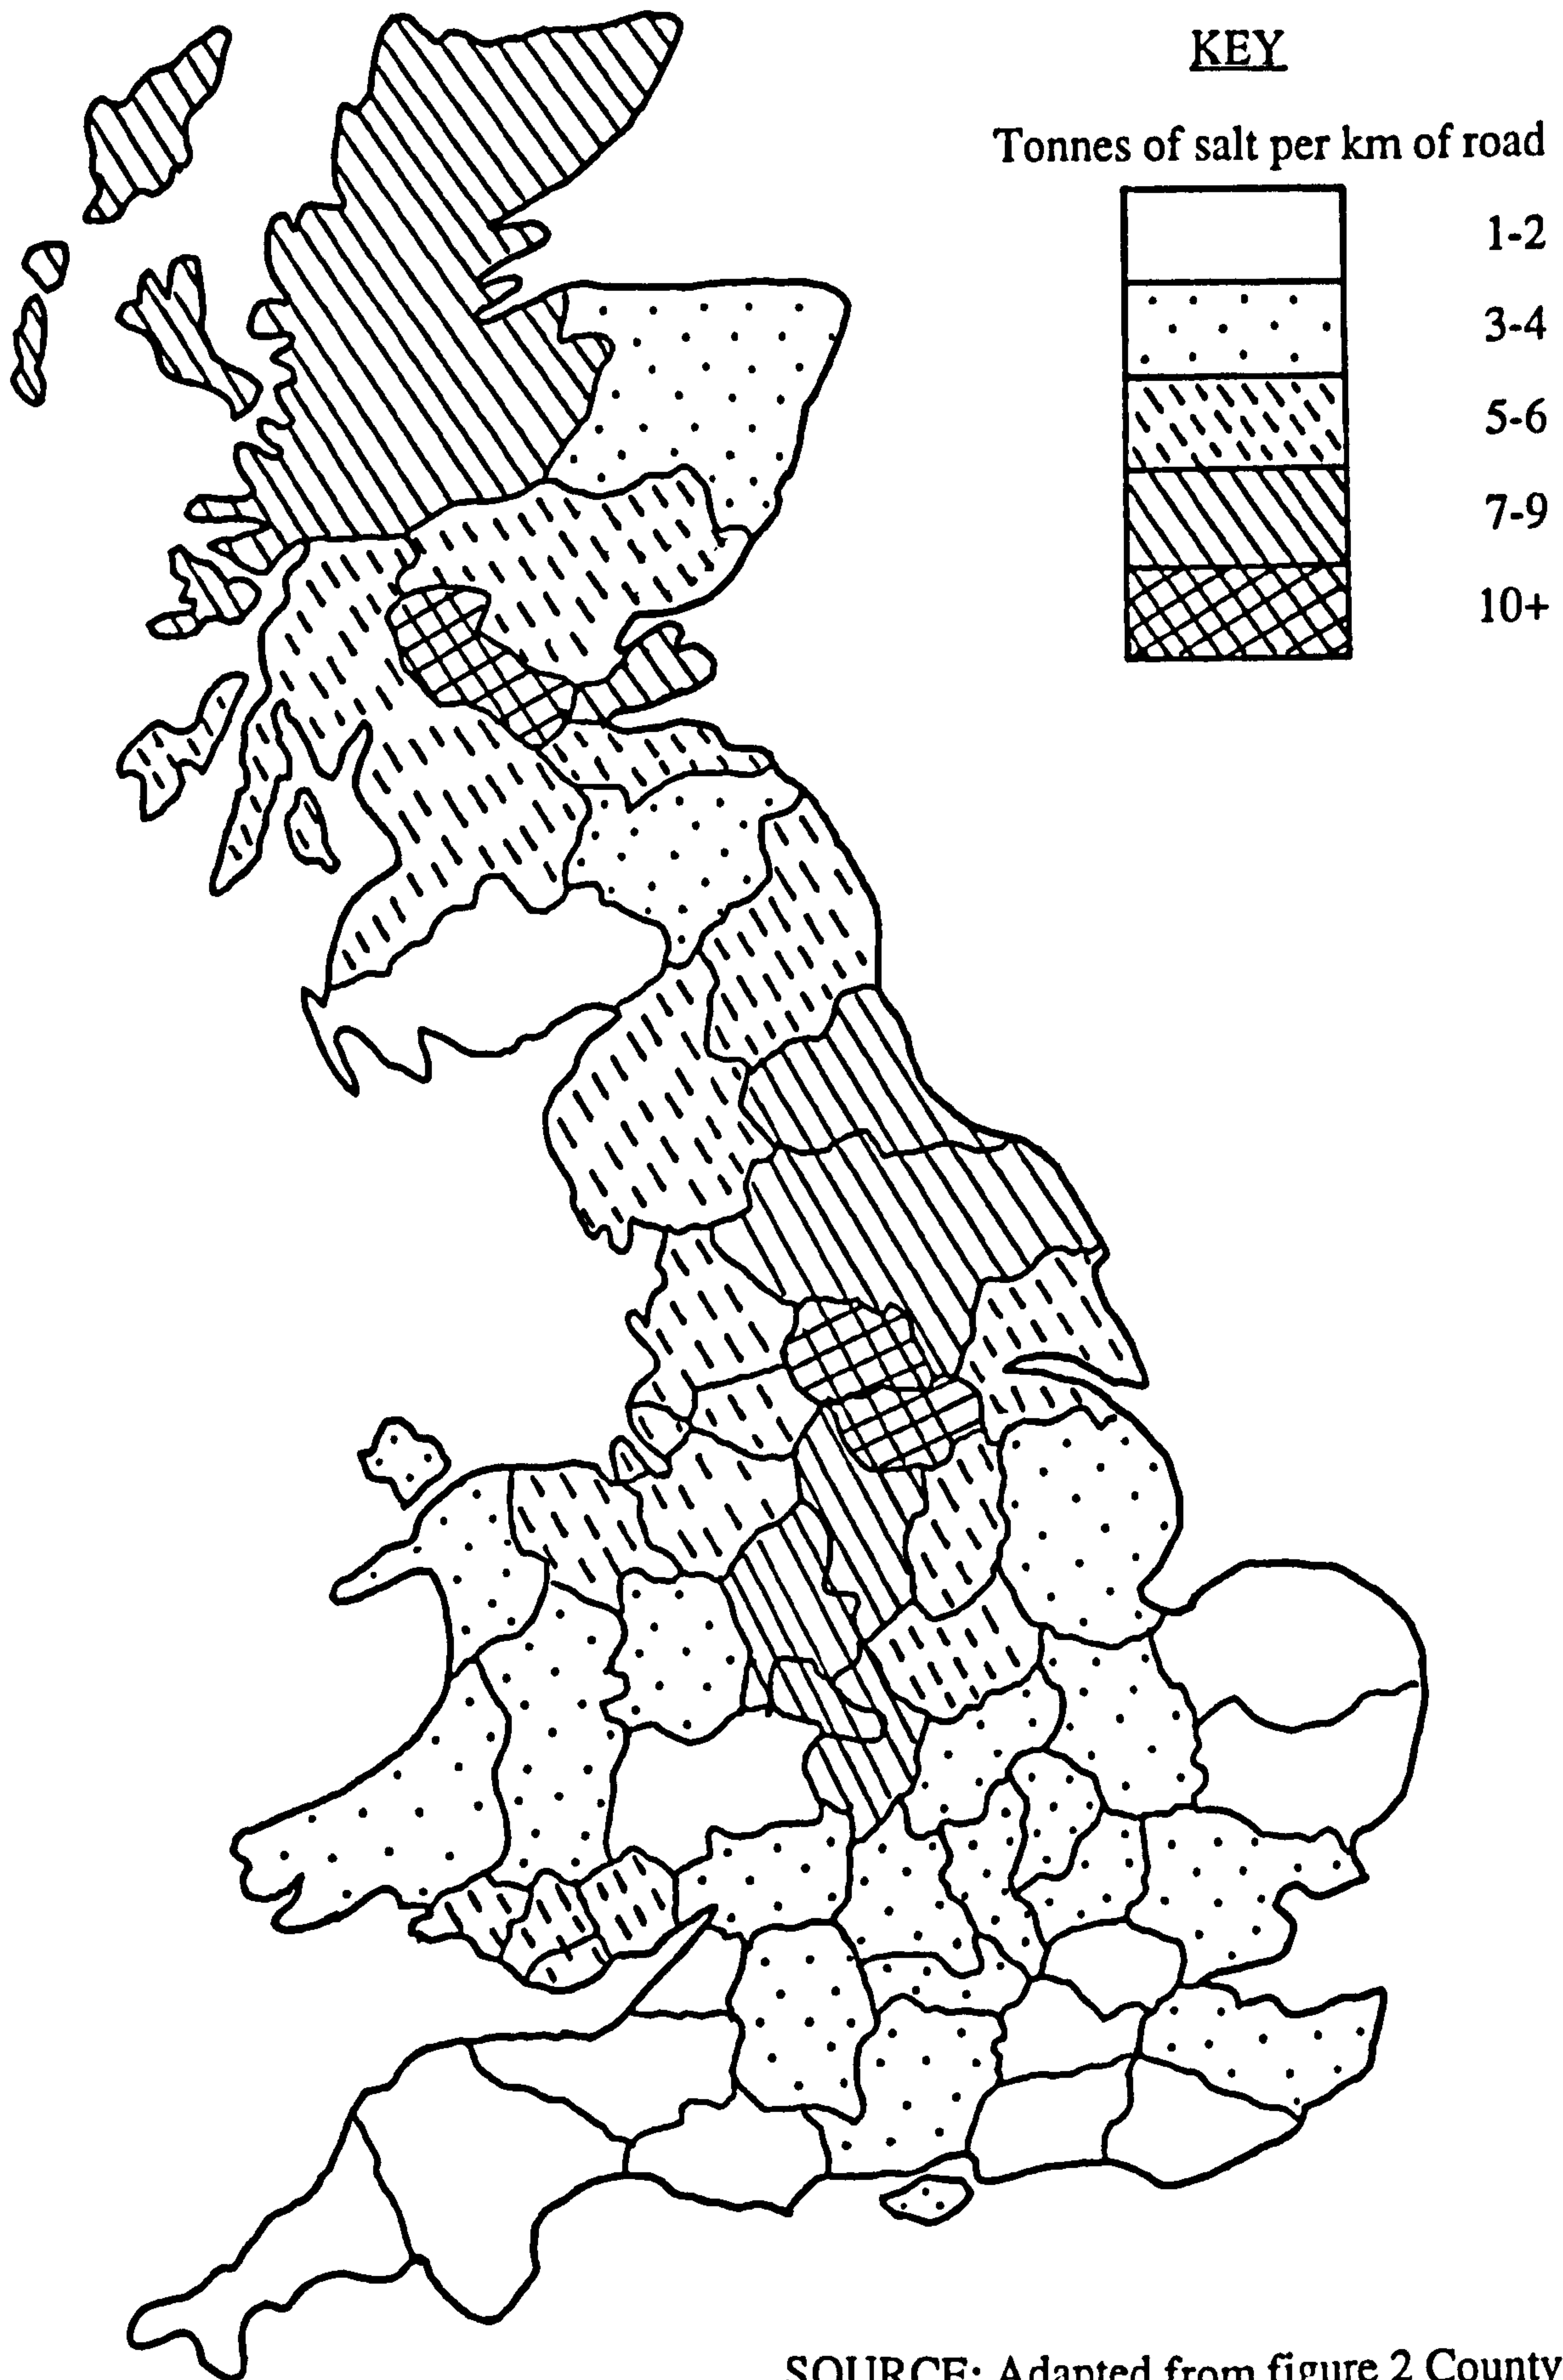 KEY
Tonnes of salt per km of road
1-2
3-4
5-6
7-9
10+
SOURCE: Adapted from figure 2 County